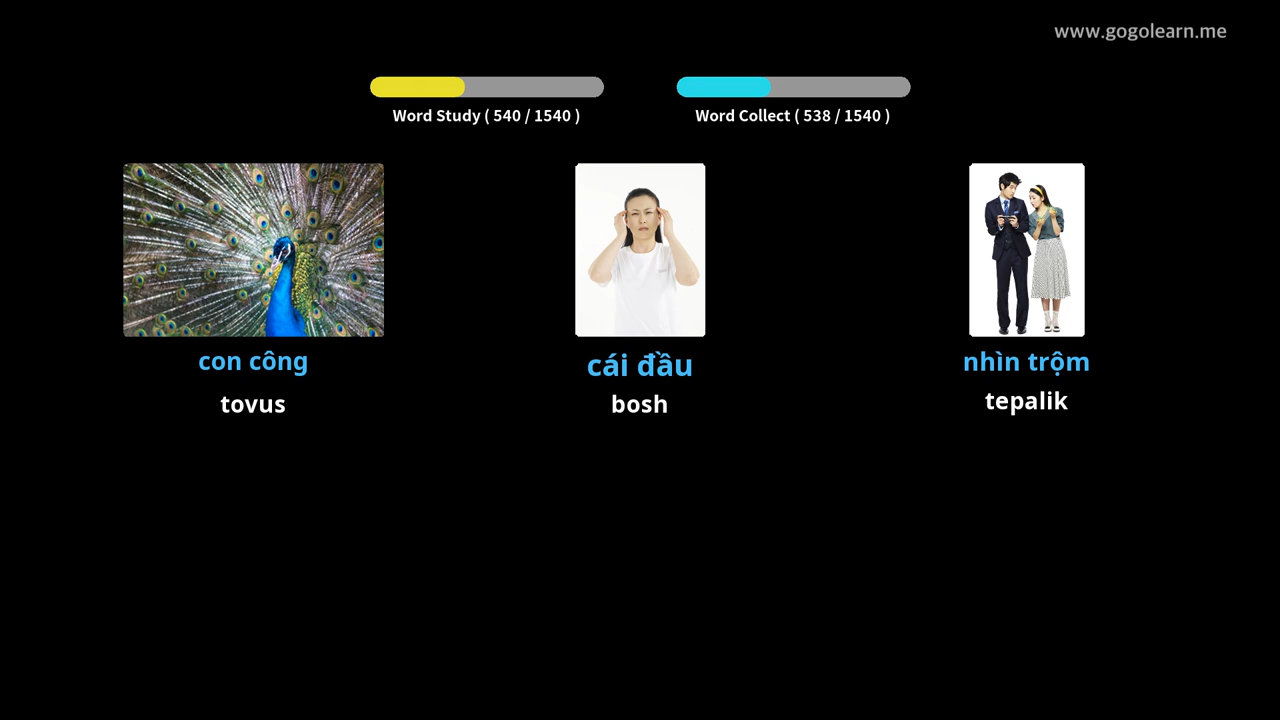 www.gogolearn.me
Word Study ( 540 / 1540 )
Word Collect ( 538 / 1540 )
con công
cái đầu
nhìn trộm
tovus
bosh
tepalik